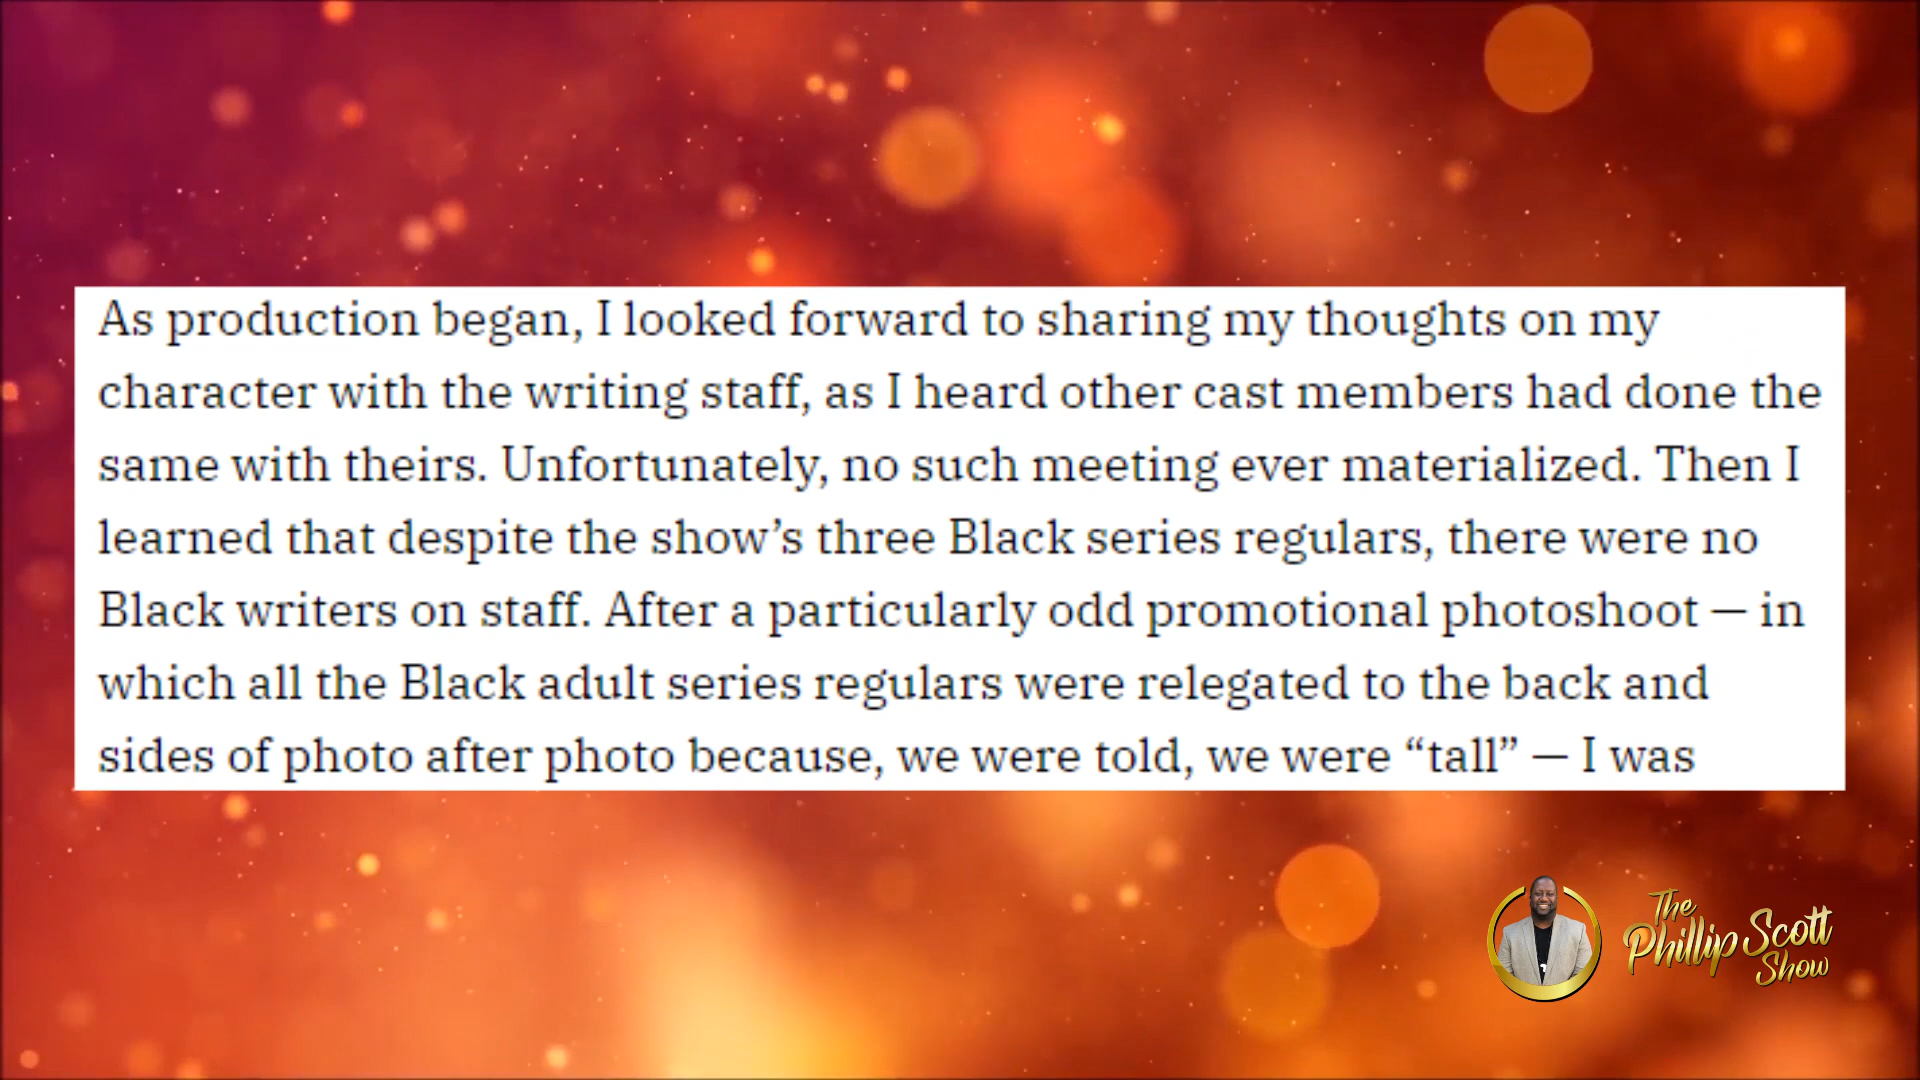 As production began, I looked forward to sharing my thoughts on my
character with the writing staff, as I heard other cast members had done the
same with theirs. Unfortunately, no such meeting ever materialized. Then I
learned that despite the show’s three Black series regulars, there were no
Black writers on staff. After a particularly odd promotional photoshoot — in
which all the Black adult series regulars were relegated to the back and
sides of photo after photo because, we were told, we were “tall” — I was
The
Phillip Scott
Show